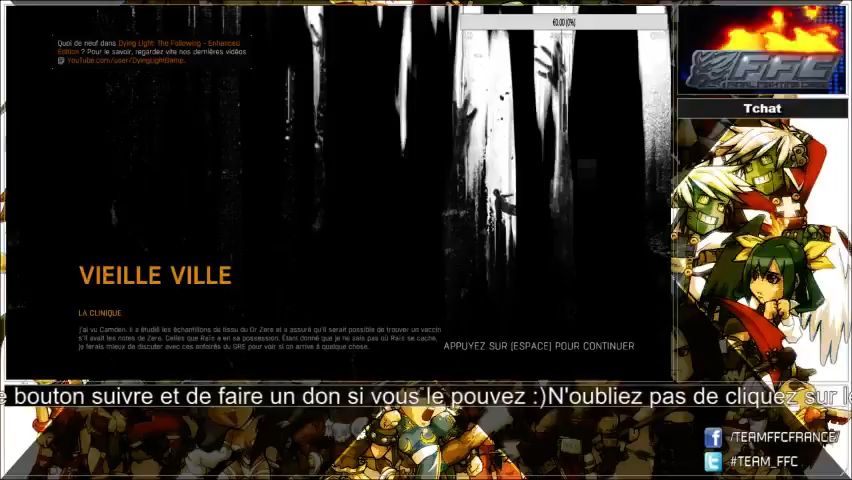 Quoi de neuf dans Dying Light: The Following - Enhanced
Edition ? Pour le savoir, regardez vite nos dernières vidéos
YouTube.com/user/DyingLightGame.
€0.00 (0%)
FFC
Tchat
VIEILLE VILLE
LA CLINIQUE
J'ai vu Camden. Il a étudié les échantillons de tissu du Dr Zere et a assuré qu'il serait possible de trouver un vaccin
s'il avait les notes de Zere. Celles que Rais a en sa possession. Étant donné que je ne sais pas où Rais se cache,
je ferais mieux de discuter avec ces enfoirés du GRE pour voir si on arrive à quelque chose.
APPUYEZ SUR [ESPACE] POUR CONTINUER
bouton suivre et de faire un don si vous le pouvez :)N'oubliez pas de cliquez sur le
/TEAMFFCFRANCE/
#TEAM_FFC